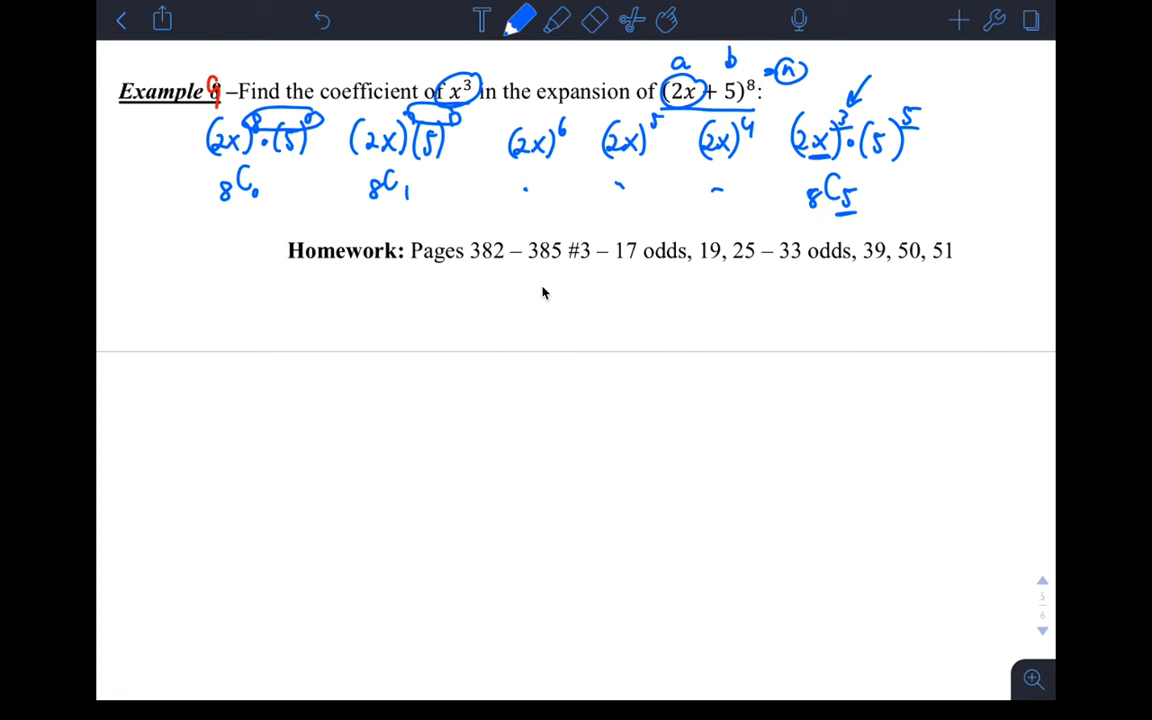 T
a b
Example 9 –Find the coefficient of x³ in the expansion of (2x + 5)⁸: =n
(2x)⁸·(5)⁰ (2x)(5) (2x)⁶ (2x)⁵ (2x)⁴ (2x)³·(5)⁵
₈C₀ ₈C₁ ₈C₅
Homework: Pages 382 – 385 #3 – 17 odds, 19, 25 – 33 odds, 39, 50, 51
5
6